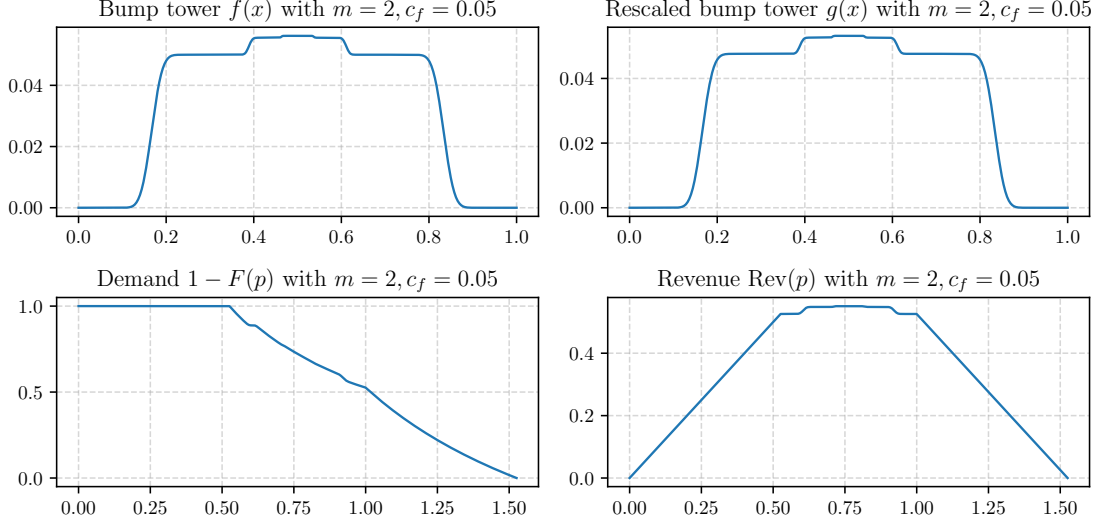 Bump tower f(x) with m = 2, c_f = 0.05
0.04
0.02
0.00
0.0 0.2 0.4 0.6 0.8 1.0
Rescaled bump tower g(x) with m = 2, c_f = 0.05
0.04
0.02
0.00
0.0 0.2 0.4 0.6 0.8 1.0
Demand 1 − F(p) with m = 2, c_f = 0.05
1.0
0.5
0.0
0.00 0.25 0.50 0.75 1.00 1.25 1.50
Revenue Rev(p) with m = 2, c_f = 0.05
0.4
0.2
0.0
0.00 0.25 0.50 0.75 1.00 1.25 1.50